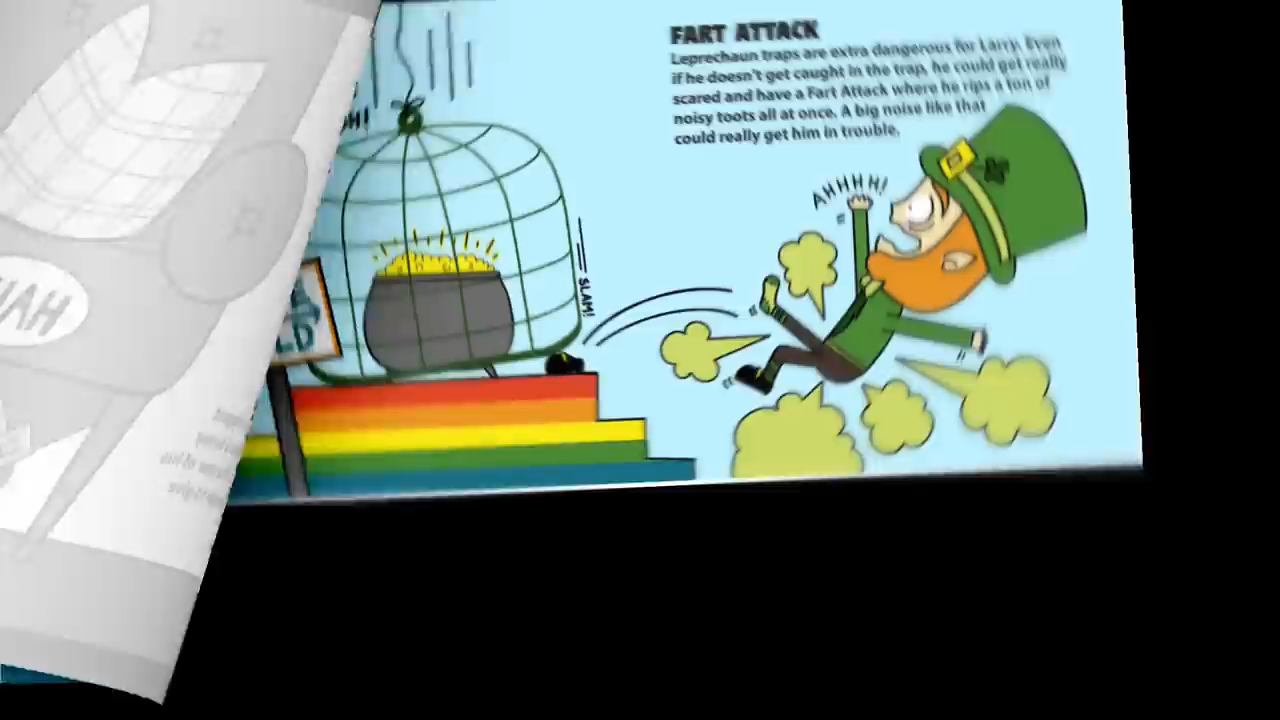 FART ATTACK
Leprechaun traps are extra dangerous for Larry. Even
if he doesn't get caught in the trap, he could get really
scared and have a Fart Attack where he rips a ton of
noisy toots all at once. A big noise like that
could really get him in trouble.
AHHHH!
SLAM!